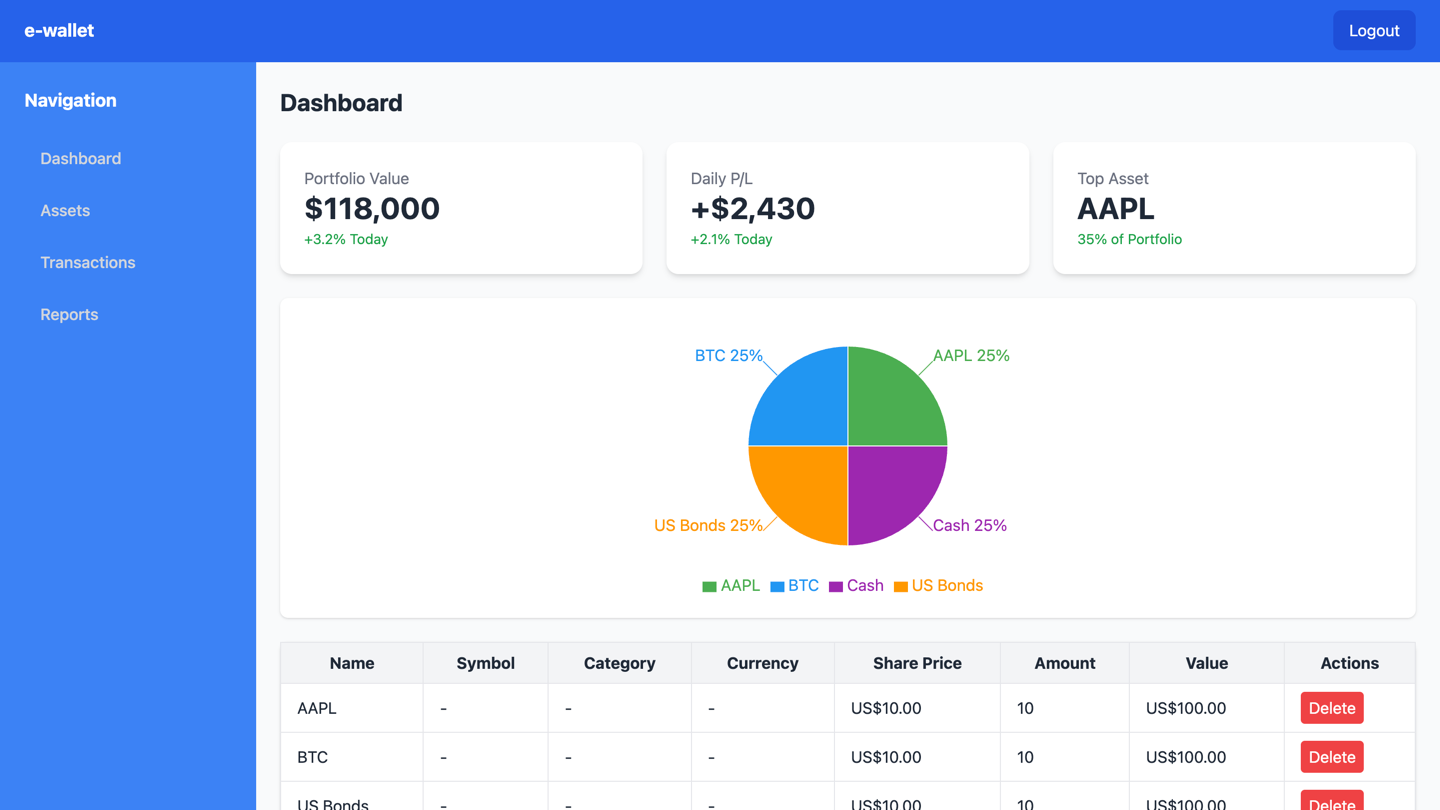 e-wallet
Logout
Navigation
Dashboard
Assets
Transactions
Reports
Dashboard
Portfolio Value
$118,000
+3.2% Today
Daily P/L
+$2,430
+2.1% Today
Top Asset
AAPL
35% of Portfolio
BTC 25%
AAPL 25%
US Bonds 25%
Cash 25%
AAPL BTC Cash US Bonds
Name Symbol Category Currency Share Price Amount Value Actions
AAPL - - - US$10.00 10 US$100.00 Delete
BTC - - - US$10.00 10 US$100.00 Delete
US Bonds - - - US$10.00 10 US$100.00 Delete